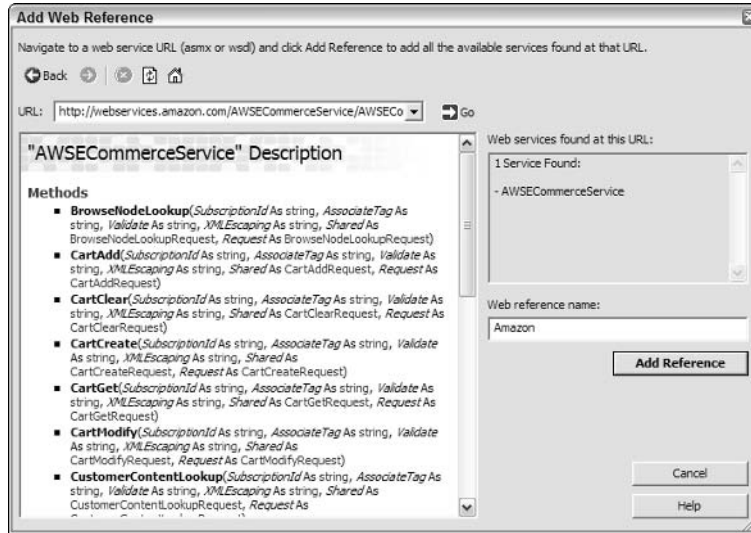 Add Web Reference
Navigate to a web service URL (asmx or wsdl) and click Add Reference to add all the available services found at that URL.
Back
URL: http://webservices.amazon.com/AWSECommerceService/AWSECo Go
"AWSECommerceService" Description
Methods
BrowseNodeLookup(SubscriptionId As string, AssociateTag As
string, Validate As string, XMLEscaping As string, Shared As
BrowseNodeLookupRequest, Request As BrowseNodeLookupRequest)
CartAdd(SubscriptionId As string, AssociateTag As string, Validate As
string, XMLEscaping As string, Shared As CartAddRequest, Request As
CartAddRequest)
CartClear(SubscriptionId As string, AssociateTag As string, Validate
As string, XMLEscaping As string, Shared As CartClearRequest, Request As
CartClearRequest)
CartCreate(SubscriptionId As string, AssociateTag As string, Validate
As string, XMLEscaping As string, Shared As
CartCreateRequest, Request As CartCreateRequest)
CartGet(SubscriptionId As string, AssociateTag As string, Validate As
string, XMLEscaping As string, Shared As CartGetRequest, Request As
CartGetRequest)
CartModify(SubscriptionId As string, AssociateTag As string, Validate
As string, XMLEscaping As string, Shared As
CartModifyRequest, Request As CartModifyRequest)
CustomerContentLookup(SubscriptionId As string, AssociateTag As
string, Validate As string, XMLEscaping As string, Shared As
CustomerContentLookupRequest, Request As
Web services found at this URL:
1 Service Found:
- AWSECommerceService
Web reference name:
Amazon
Add Reference
Cancel
Help